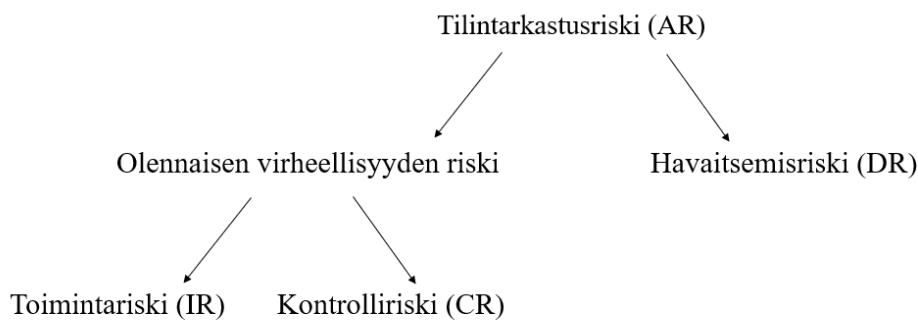 Tilintarkastusriski (AR)
Olennaisen virheellisyyden riski
Havaitsemisriski (DR)
Toimintariski (IR)
Kontrolliriski (CR)